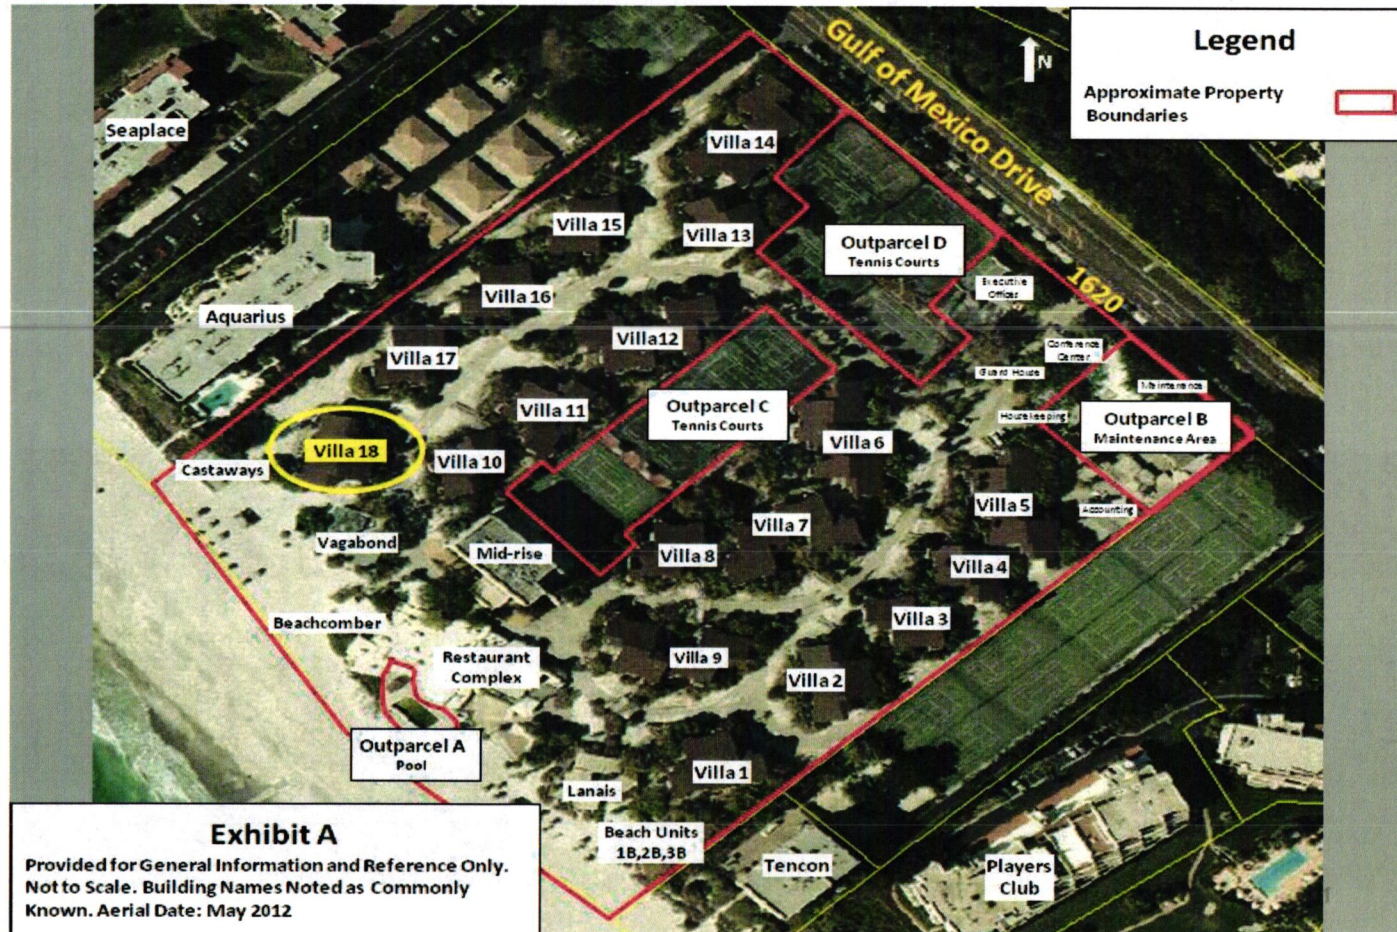 Legend
Approximate Property
Boundaries
N
Gulf of Mexico Drive
1620
Seaplace
Villa 14
Villa 15
Villa 13
Outparcel D
Tennis Courts
Executive
Offices
Villa 16
Aquarius
Villa12
Villa 17
Conference
Center
Guard House
Maintenance
Villa 11
Outparcel C
Tennis Courts
Housekeeping
Outparcel B
Maintenance Area
Villa 6
Villa 18
Villa 10
Castaways
Villa 5
Accounting
Villa 7
Vagabond
Mid-rise
Villa 8
Villa 4
Beachcomber
Villa 3
Restaurant
Complex
Villa 9
Villa 2
Outparcel A
Pool
Villa 1
Lanais
Beach Units
1B,2B,3B
Tencon
Players
Club
Exhibit A
Provided for General Information and Reference Only.
Not to Scale. Building Names Noted as Commonly
Known. Aerial Date: May 2012